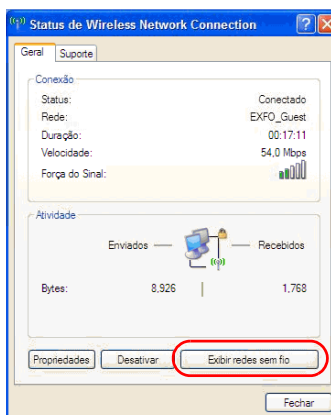 Status de Wireless Network Connection
Geral Suporte
Conexão
Status: Conectado
Rede: EXFO_Guest
Duração: 00:17:11
Velocidade: 54,0 Mbps
Força do Sinal:
Atividade
Enviados — — Recebidos
Bytes: 8,926 1,768
Propriedades Desativar Exibir redes sem fio
Fechar